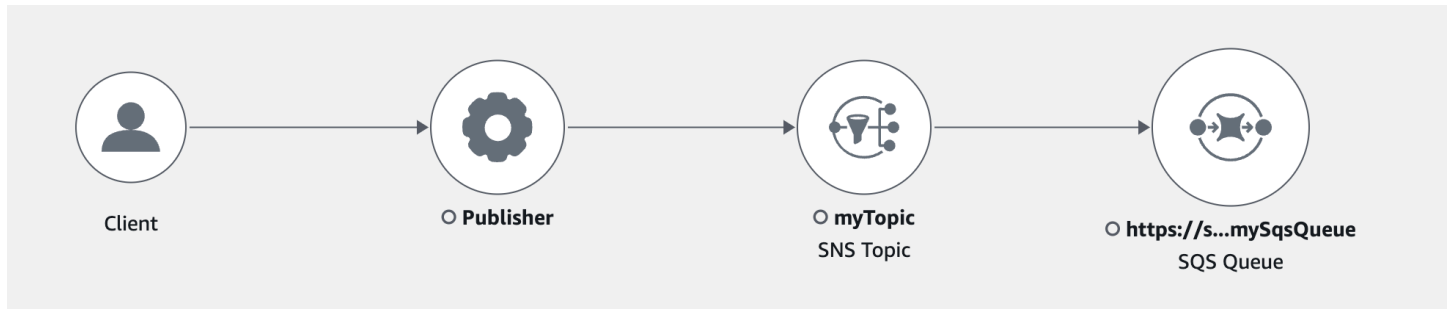 Client
Publisher
myTopic
SNS Topic
https://s...mySqsQueue
SQS Queue